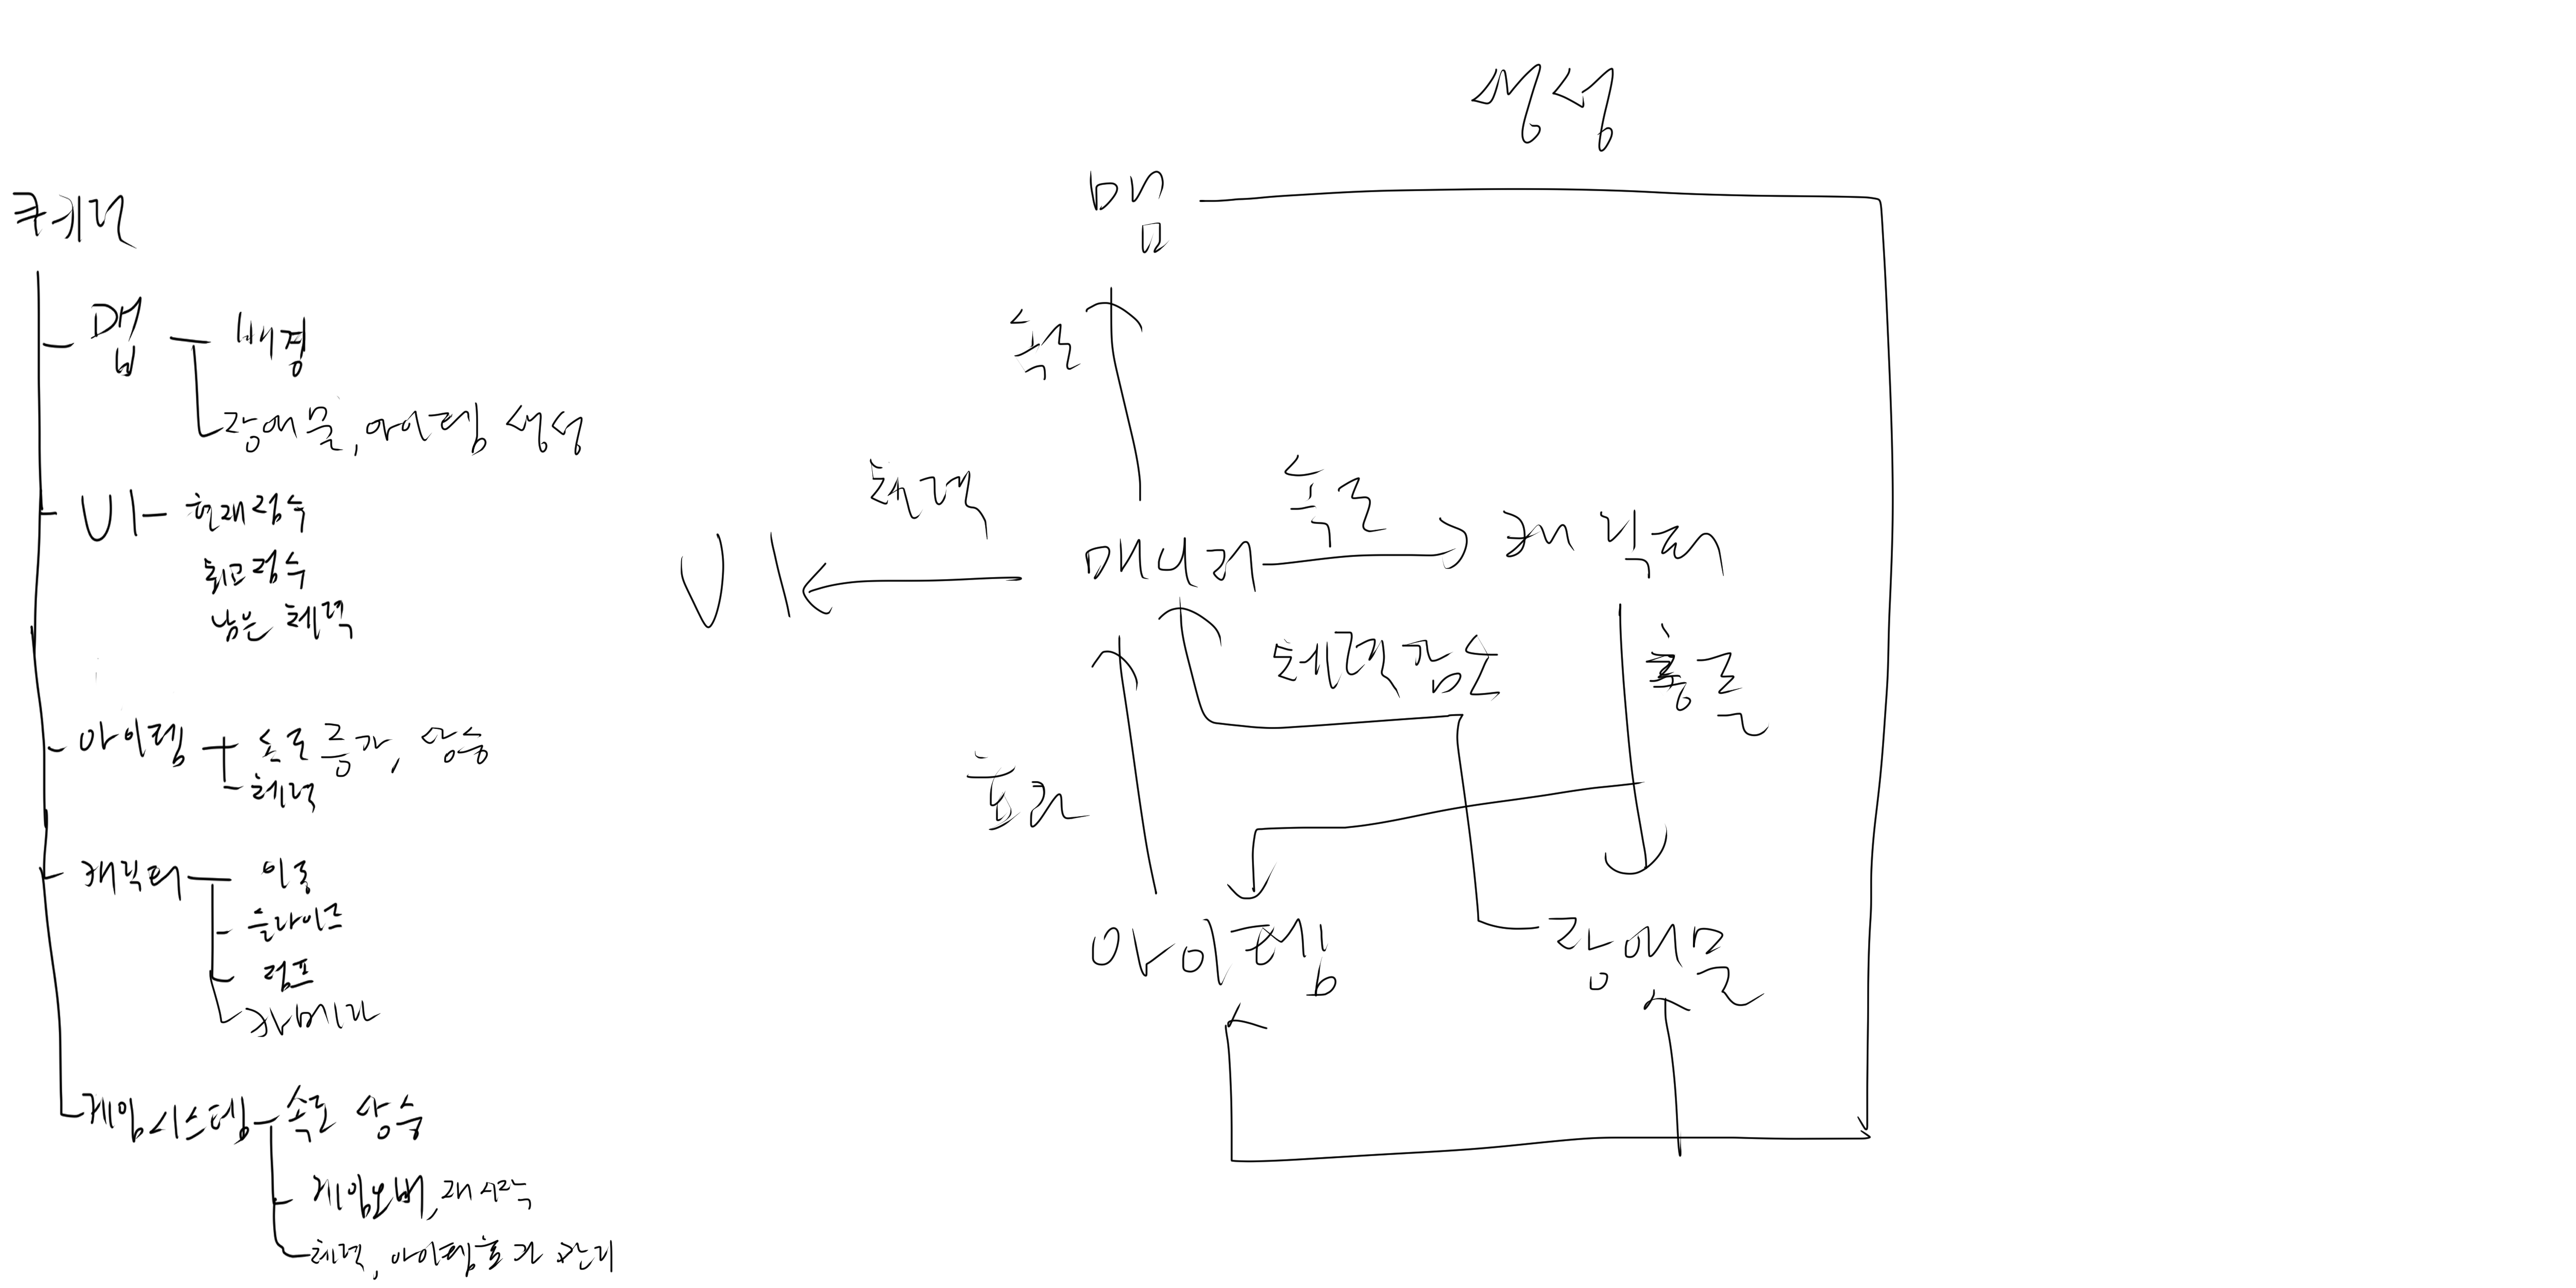 쿠키런
맵 배경
장애물, 아이템 생성
UI 현재점수
최고점수
남은 체력
아이템 속도 증가, 상승
체력
캐릭터 이동
슬라이드
점프
카메라
게임시스템 속도 상승
게임오버, 재시작
체력, 아이템효과 관리
생성
맵
속도
체력
속도
UI
매니저
캐릭터
체력감소
충돌
효과
아이템
장애물